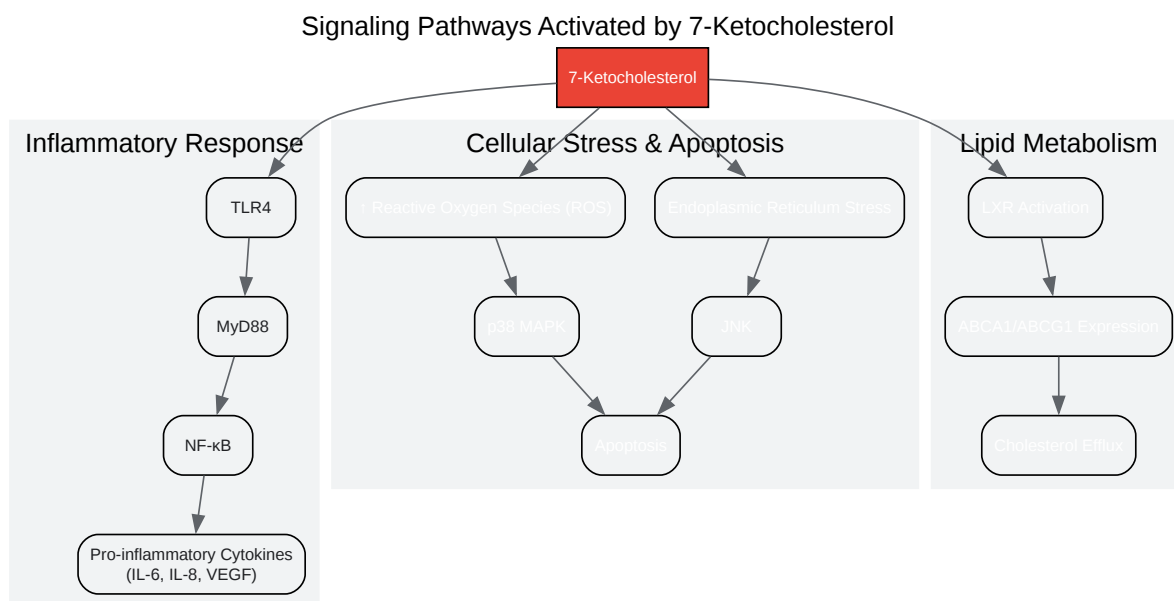 Signaling Pathways Activated by 7-Ketocholesterol
7-Ketocholesterol
Inflammatory Response
TLR4
MyD88
NF-κB
Pro-inflammatory Cytokines
(IL-6, IL-8, VEGF)
Cellular Stress & Apoptosis
↑ Reactive Oxygen Species (ROS)
Endoplasmic Reticulum Stress
p38 MAPK
JNK
Apoptosis
Lipid Metabolism
LXR Activation
ABCA1/ABCG1 Expression
Cholesterol Efflux